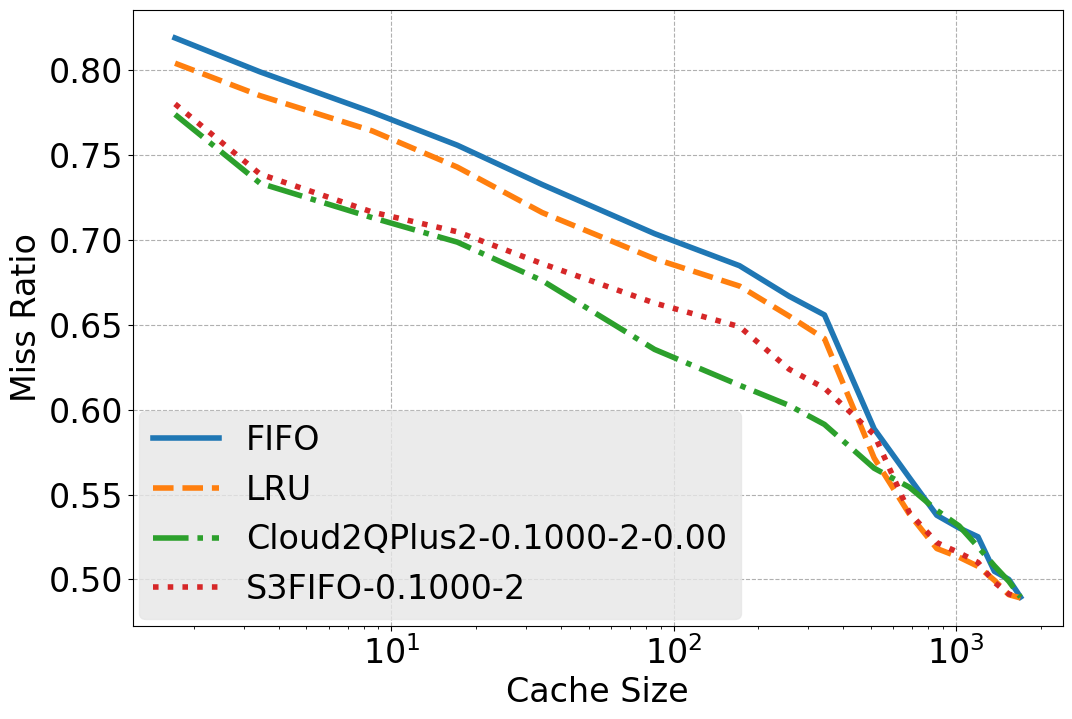 0.80
0.75
0.70
0.65
0.60
0.55
0.50
Miss Ratio
FIFO
LRU
Cloud2QPlus2-0.1000-2-0.00
S3FIFO-0.1000-2
10¹ 10² 10³
Cache Size